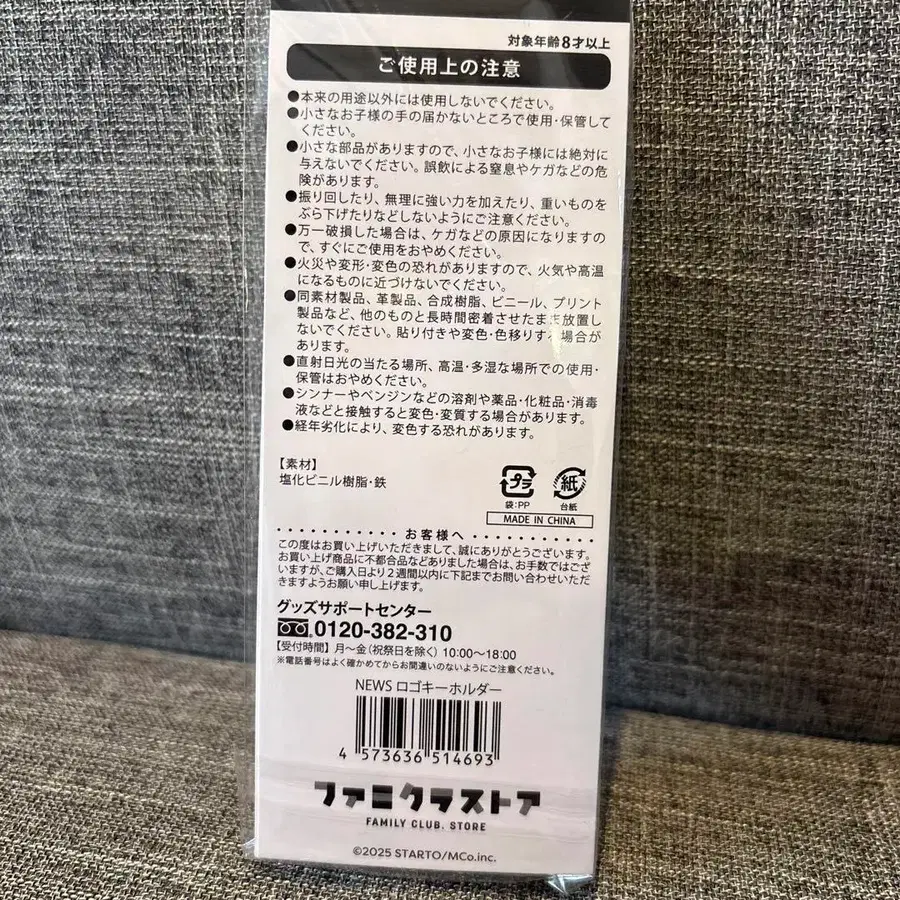 対象年齢8才以上
ご使用上の注意
●本来の用途以外には使用しないでください。
●小さなお子様の手の届かないところで使用・保管して
ください。
●小さな部品がありますので、小さなお子様には絶対に
与えないでください。誤飲による窒息やケガなどの危
険があります。
●振り回したり、無理に強い力を加えたり、重いものを
ぶら下げたりなどしないようにご注意ください。
●万一破損した場合は、ケガなどの原因になりますの
で、すぐにご使用をおやめください。
●火災や変形・変色の恐れがありますので、火気や高温
になるものに近づけないでください。
●同素材製品、革製品、合成樹脂、ビニール、プリント
製品など、他のものと長時間密着させたまま放置し
ないでください。貼り付きや変色・色移りする場合が
あります。
●直射日光の当たる場所、高温・多湿な場所での使用・
保管はおやめください。
●シンナーやベンジンなどの溶剤や薬品・化粧品・消毒
液などと接触すると変色・変質する場合があります。
●経年劣化により、変色する恐れがあります。
【素材】
塩化ビニル樹脂・鉄
プラ 紙
袋:PP 台紙
MADE IN CHINA
お客様へ
この度はお買い上げいただきまして、誠にありがとうございます。
お買い上げ商品に不都合品などありました場合は、お手数ではござ
いますが、ご購入日より2週間以内に下記までお問い合わせいただ
きますようお願い申し上げます。
グッズサポートセンター
0120-382-310
【受付時間】月〜金(祝祭日を除く) 10:00〜18:00
※電話番号はよく確かめてからお間違いのないようにご注意ください。
NEWS ロゴキーホルダー
4 573636 514693
ファミクラストア
FAMILY CLUB. STORE
©2025 STARTO/MCo.inc.